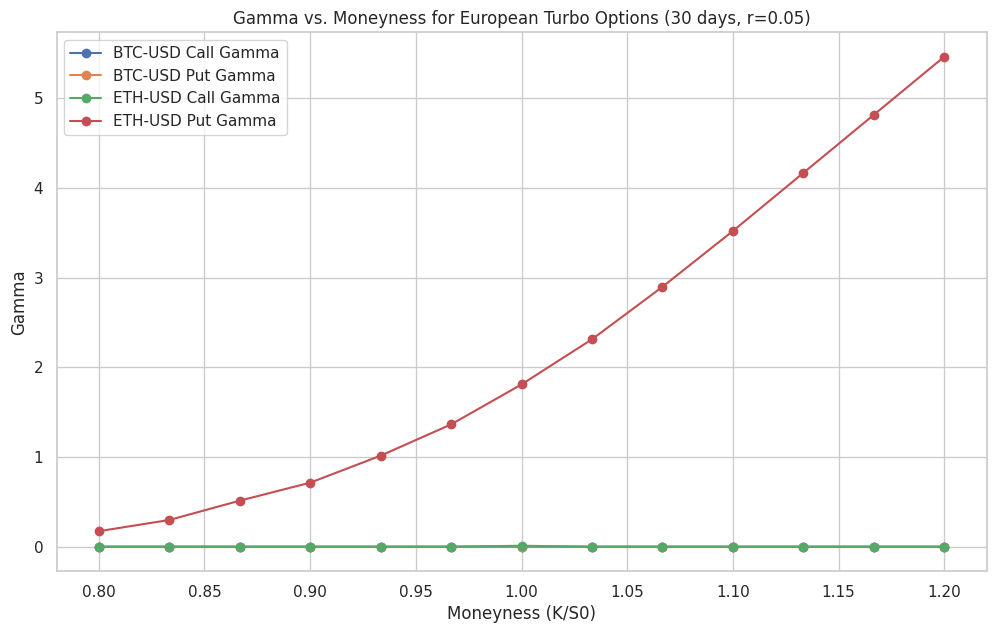 Gamma vs. Moneyness for European Turbo Options (30 days, r=0.05)
BTC-USD Call Gamma
BTC-USD Put Gamma
ETH-USD Call Gamma
ETH-USD Put Gamma
Gamma
5
4
3
2
1
0
0.80 0.85 0.90 0.95 1.00 1.05 1.10 1.15 1.20
Moneyness (K/S0)